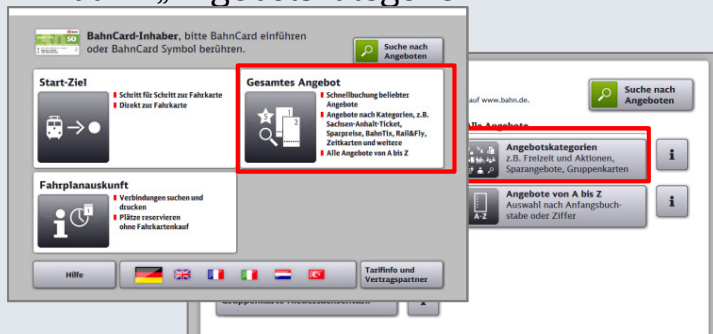 BahnCard-Inhaber, bitte BahnCard einführen
oder BahnCard Symbol berühren.
50
Suche nach
Angeboten
Start-Ziel
Schritt für Schritt zur Fahrkarte
Direkt zur Fahrkarte
Gesamtes Angebot
Schnellbuchung beliebter
Angebote
Angebote nach Kategorien, z.B.
Sachsen-Anhalt-Ticket,
Sparpreise, BahnTix, Rail&Fly,
Zeitkarten und weitere
Alle Angebote von A bis Z
Fahrplanauskunft
Verbindungen suchen und
drucken
Plätze reservieren
ohne Fahrkartenkauf
Hilfe
Tarifinfo und
Vertragspartner
auf www.bahn.de.
Suche nach
Angeboten
Alle Angebote
Angebotskategorien
z.B. Freizeit und Aktionen,
Sparangebote, Gruppenkarten
i
Angebote von A bis Z
Auswahl nach Anfangsbuch-
stabe oder Ziffer
A-Z
i